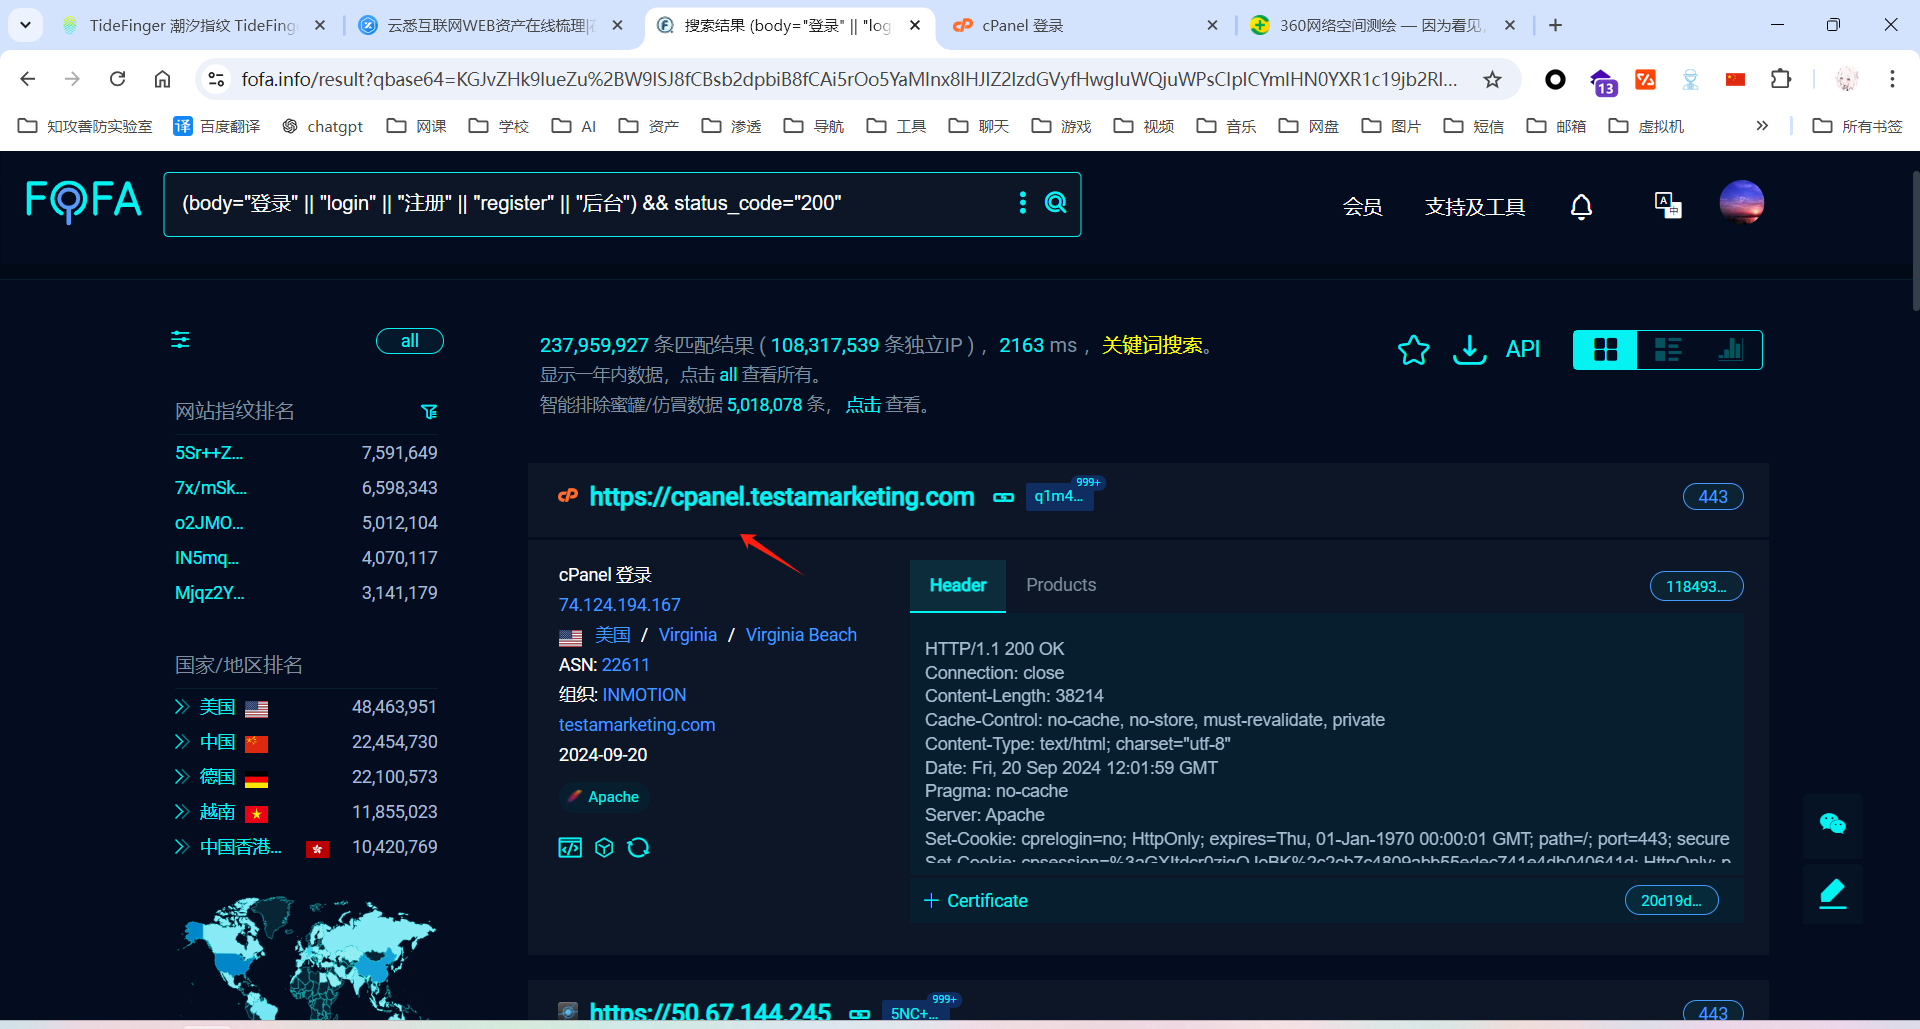 TideFinger 潮汐指纹 TideFing
云悉互联网WEB资产在线梳理|在
搜索结果 (body="登录" || "log
cPanel 登录
360网络空间测绘 — 因为看见,
fofa.info/result?qbase64=KGJvZHk9IueZu%2BW9lSJ8fCBsb2dpbiB8fCAi5rOo5YaMInx8IHJlZ2lzdGVyfHwgIuWQjuWPsCIpICYmIHN0YXR1c19jb2Rl...
13
知攻善防实验室
译 百度翻译
chatgpt
网课
学校
AI
资产
渗透
导航
工具
聊天
游戏
视频
音乐
网盘
图片
短信
邮箱
虚拟机
所有书签
FOFA
(body="登录" || "login" || "注册" || "register" || "后台") && status_code="200"
会员
支持及工具
A 中
all
237,959,927 条匹配结果 ( 108,317,539 条独立IP ) ，2163 ms ，关键词搜索。
显示一年内数据，点击 all 查看所有。
智能排除蜜罐/仿冒数据 5,018,078 条， 点击 查看。
API
网站指纹排名
5Sr++Z... 7,591,649
7x/mSk... 6,598,343
o2JMO... 5,012,104
IN5mq... 4,070,117
Mjqz2Y... 3,141,179
国家/地区排名
美国 48,463,951
中国 22,454,730
德国 22,100,573
越南 11,855,023
中国香港... 10,420,769
https://cpanel.testamarketing.com
q1m4... 999+
443
cPanel 登录
74.124.194.167
美国 / Virginia / Virginia Beach
ASN: 22611
组织: INMOTION
testamarketing.com
2024-09-20
Apache
Header
Products
118493...
HTTP/1.1 200 OK
Connection: close
Content-Length: 38214
Cache-Control: no-cache, no-store, must-revalidate, private
Content-Type: text/html; charset="utf-8"
Date: Fri, 20 Sep 2024 12:01:59 GMT
Pragma: no-cache
Server: Apache
Set-Cookie: cprelogin=no; HttpOnly; expires=Thu, 01-Jan-1970 00:00:01 GMT; path=/; port=443; secure
+ Certificate
20d19d...
https://50.67.144.245
5NC+... 999+
443